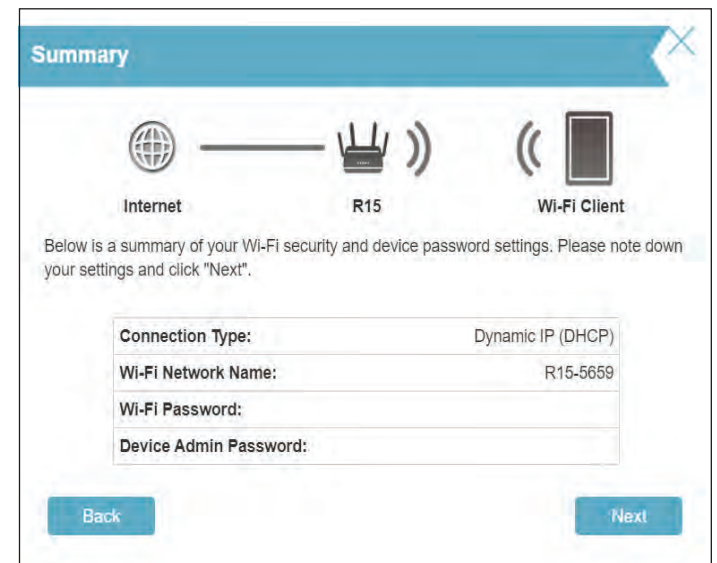 Summary
Internet R15 Wi-Fi Client
Below is a summary of your Wi-Fi security and device password settings. Please note down
your settings and click "Next".
Connection Type: Dynamic IP (DHCP)
Wi-Fi Network Name: R15-5659
Wi-Fi Password:
Device Admin Password:
Back Next